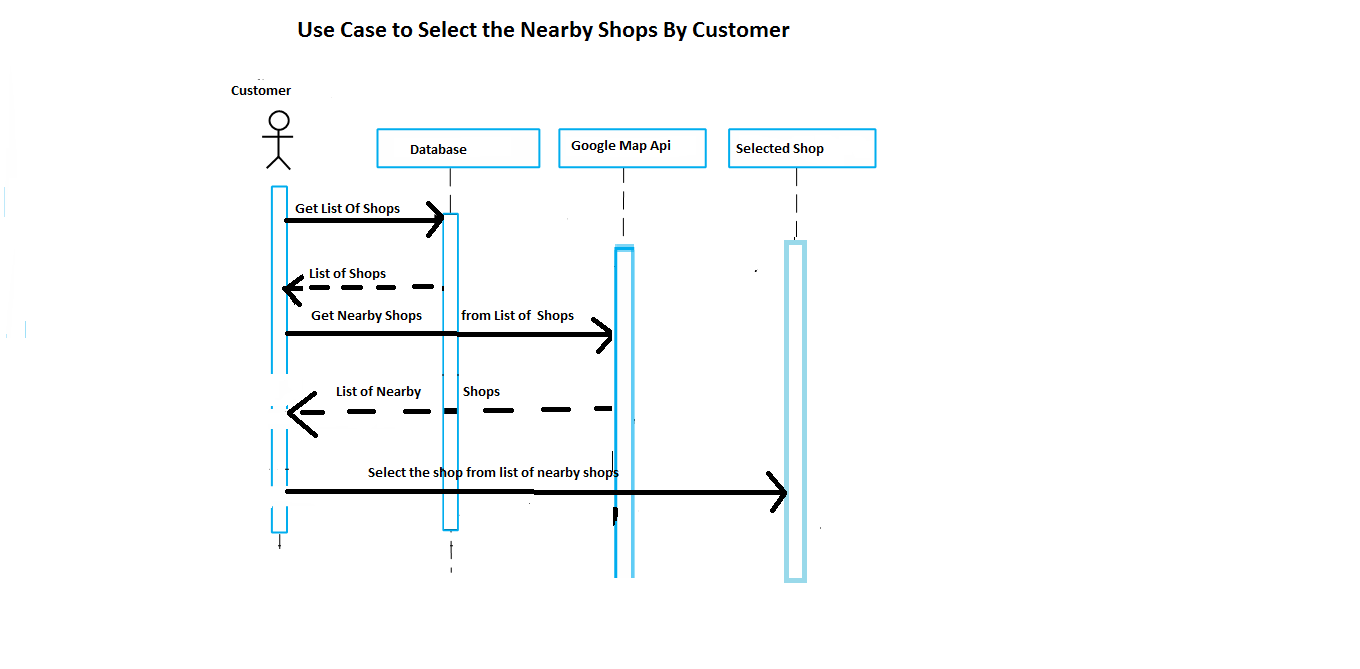 Use Case to Select the Nearby Shops By Customer
Customer
Database
Google Map Api
Selected Shop
Get List Of Shops
List of Shops
Get Nearby Shops from List of Shops
List of Nearby Shops
Select the shop from list of nearby shops